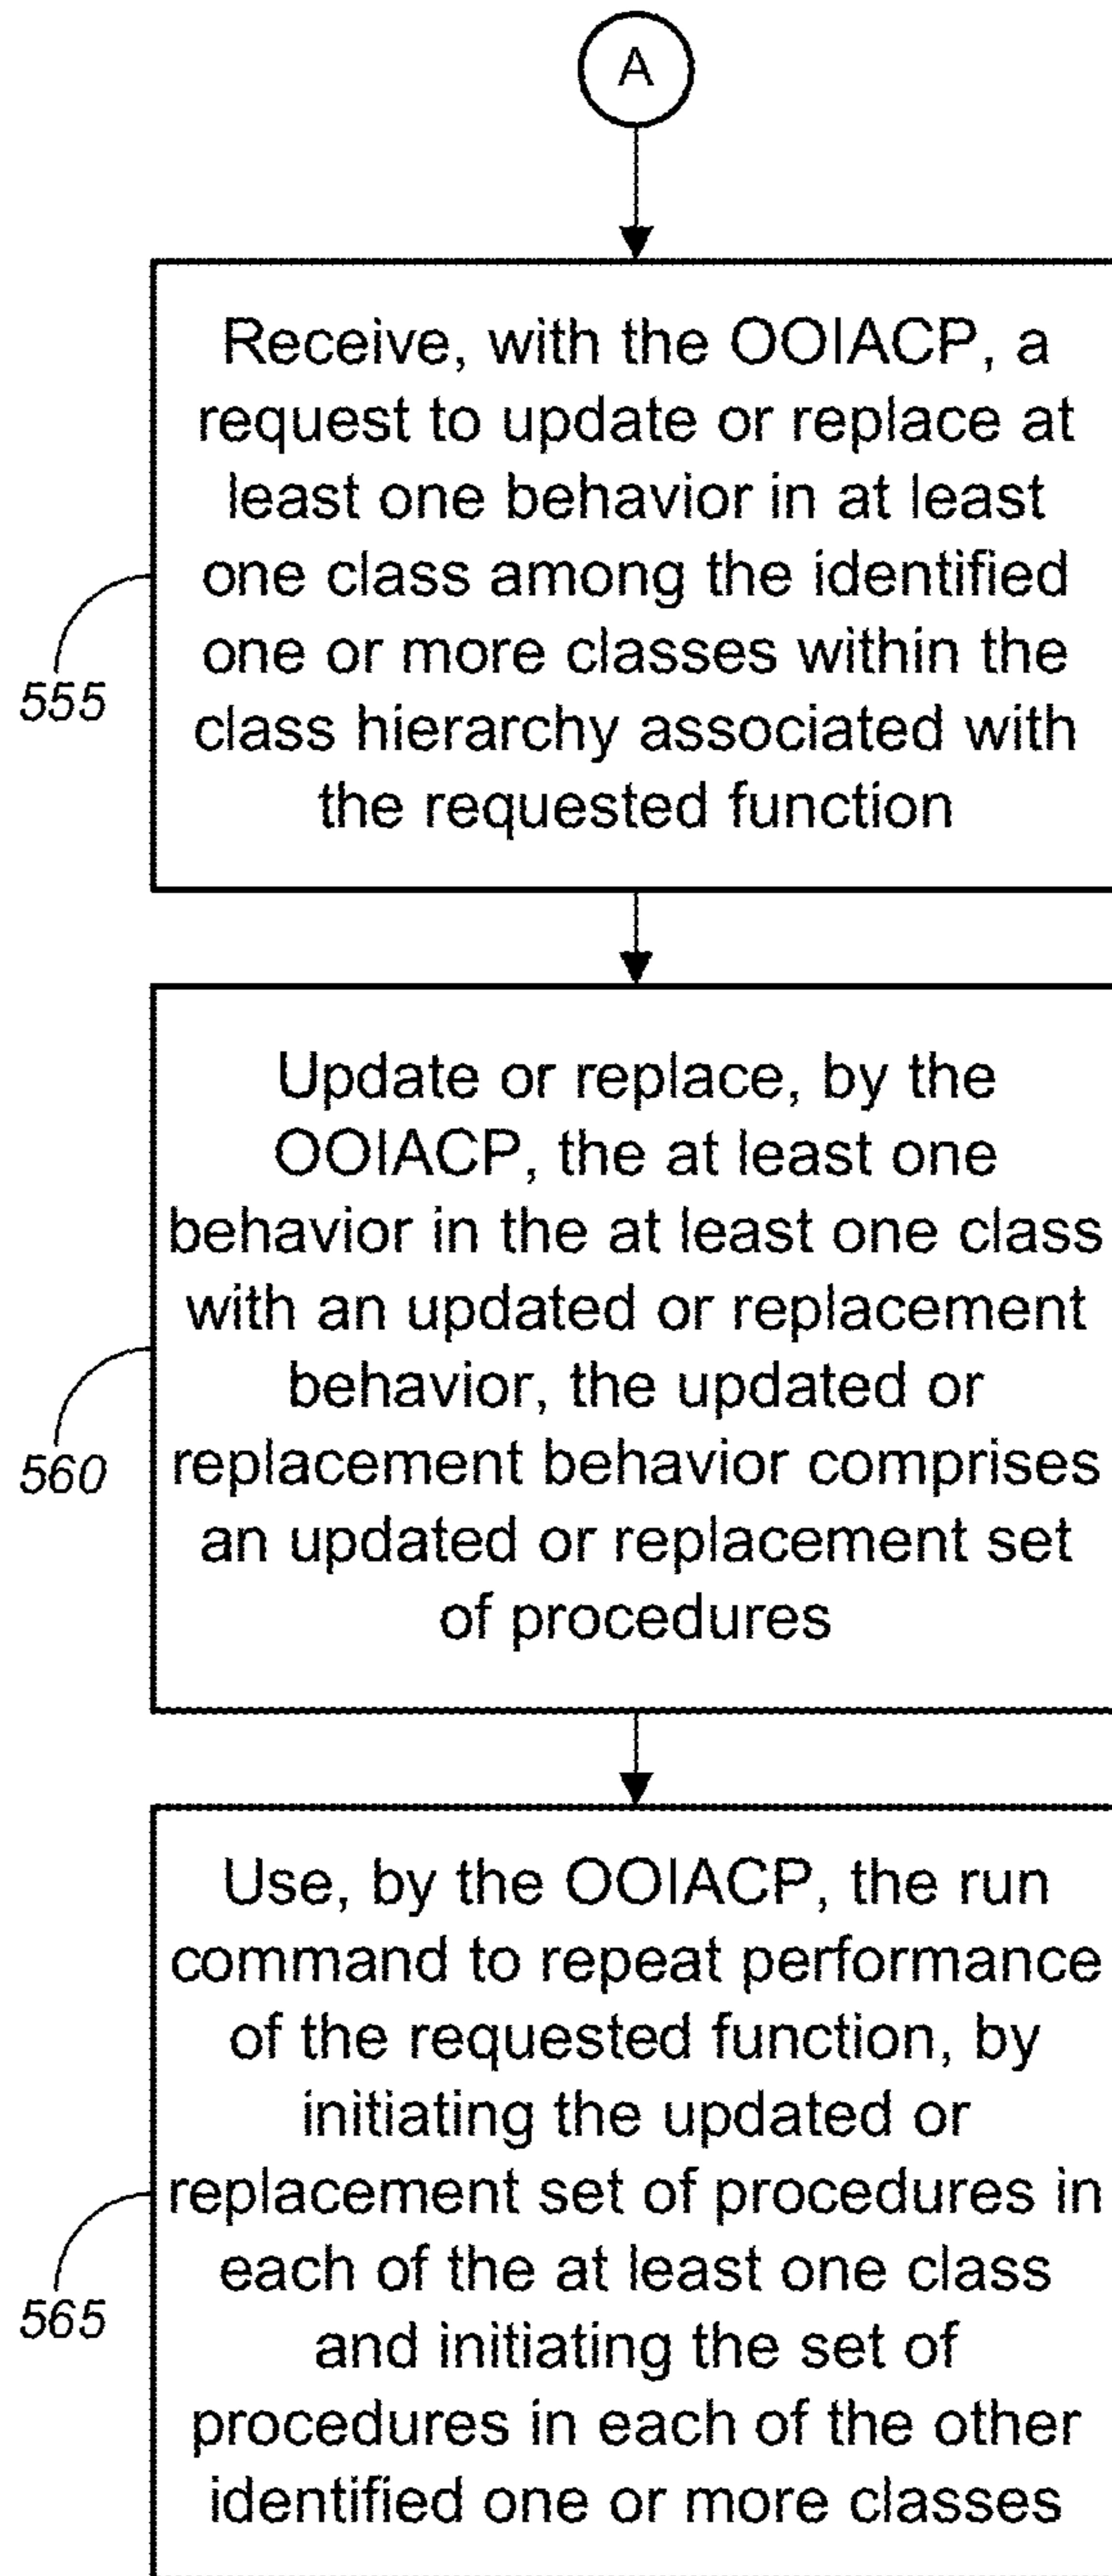 A
Receive, with the OOIACP, a
request to update or replace at
least one behavior in at least
one class among the identified
one or more classes within the
class hierarchy associated with
the requested function
555
Update or replace, by the
OOIACP, the at least one
behavior in the at least one class
with an updated or replacement
behavior, the updated or
replacement behavior comprises
an updated or replacement set
of procedures
560
Use, by the OOIACP, the run
command to repeat performance
of the requested function, by
initiating the updated or
replacement set of procedures in
each of the at least one class
and initiating the set of
procedures in each of the other
identified one or more classes
565